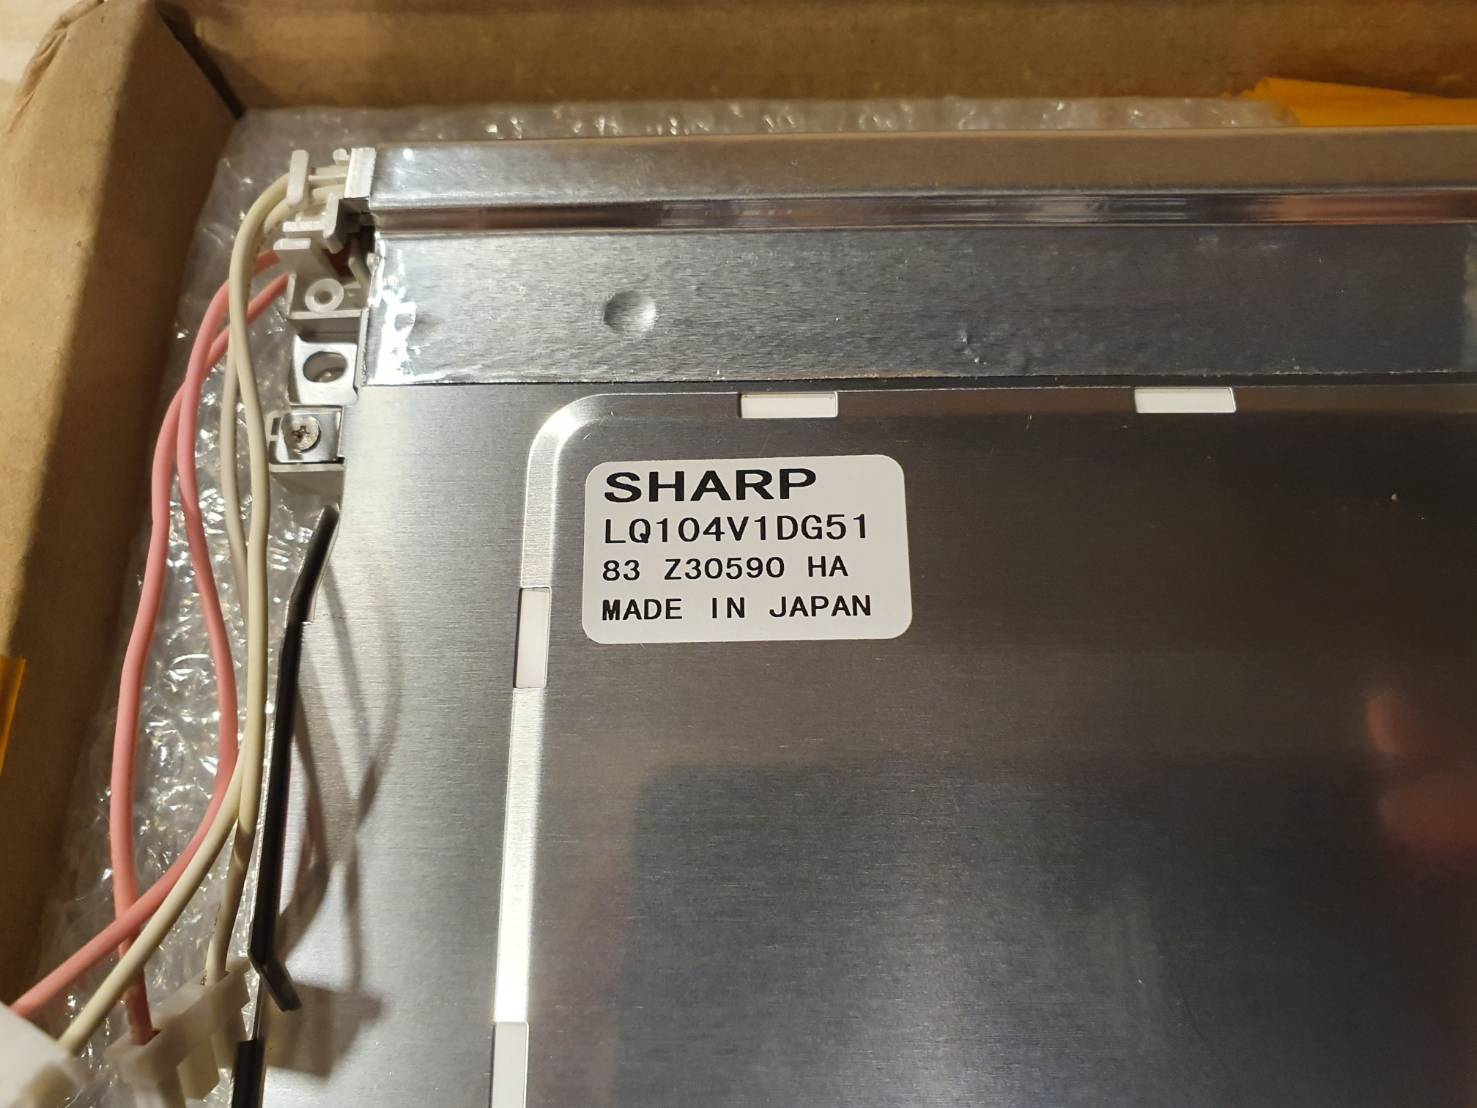 SHARP
LQ104V1DG51
83 Z30590 HA
MADE IN JAPAN